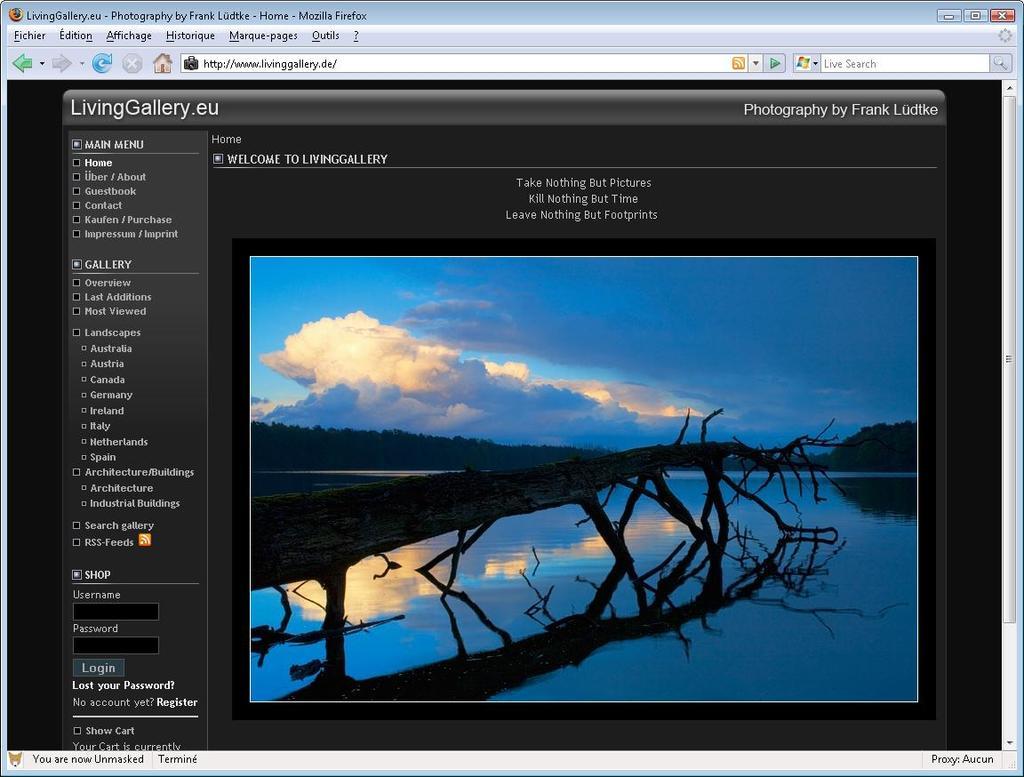 LivingGallery.eu - Photography by Frank Lüdtke - Home - Mozilla Firefox
Fichier Édition Affichage Historique Marque-pages Outils ?
http://www.livinggallery.de/
Live Search
LivingGallery.eu
Photography by Frank Lüdtke
MAIN MENU
Home
Über / About
Guestbook
Contact
Kaufen / Purchase
Impressum / Imprint
GALLERY
Overview
Last Additions
Most Viewed
Landscapes
Australia
Austria
Canada
Germany
Ireland
Italy
Netherlands
Spain
Architecture/Buildings
Architecture
Industrial Buildings
Search gallery
RSS-Feeds
SHOP
Username
Password
Login
Lost your Password?
No account yet? Register
Show Cart
Your Cart is currently
Home
WELCOME TO LIVINGGALLERY
Take Nothing But Pictures
Kill Nothing But Time
Leave Nothing But Footprints
You are now Unmasked
Terminé
Proxy: Aucun